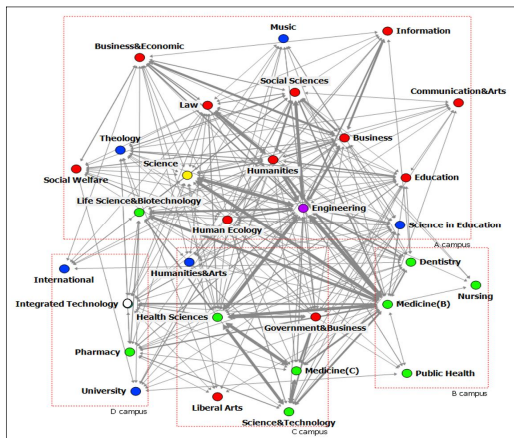 Music
Information
Business&Economic
Social Sciences
Communication&Arts
Law
Business
Theology
Science
Humanities
Social Welfare
Education
Life Science&Biotechnology
Engineering
Human Ecology
Science in Education
A campus
Dentistry
International
Humanities&Arts
Nursing
Integrated Technology
Medicine(B)
Health Sciences
Government&Business
Pharmacy
Medicine(C)
Public Health
University
B campus
Liberal Arts
D campus
Science&Technology
C campus